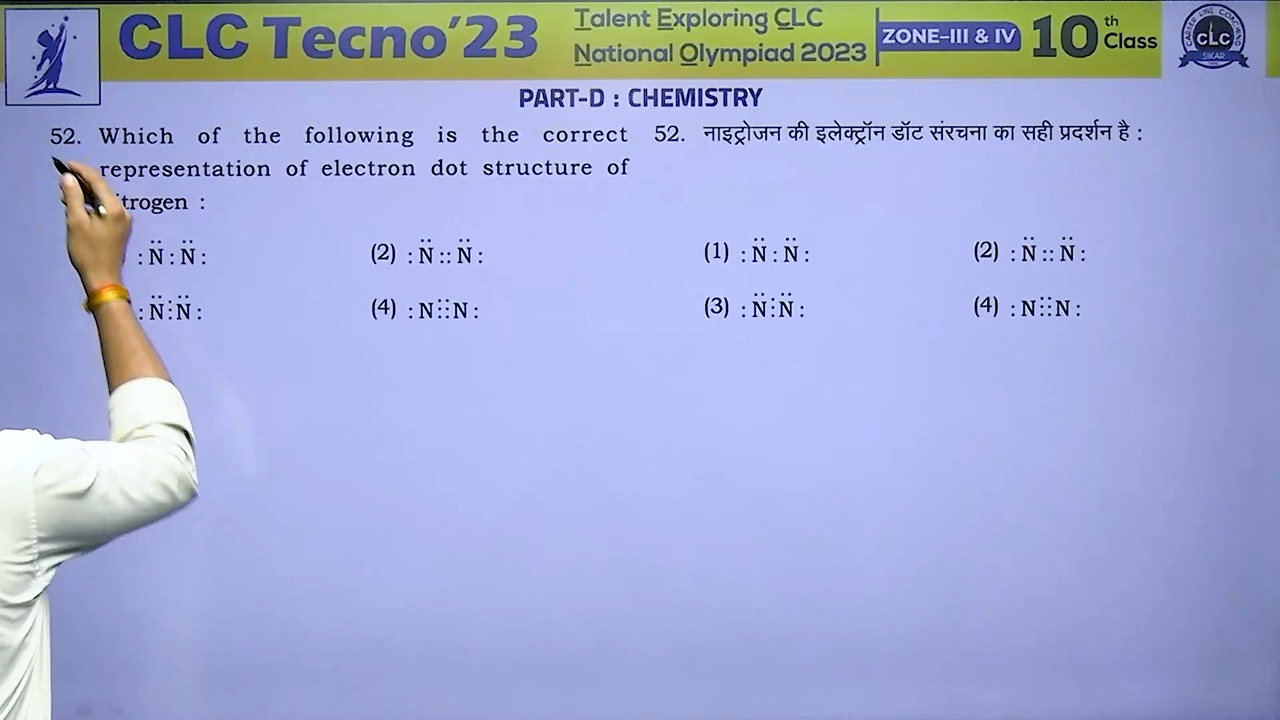 CLC Tecno'23
Talent Exploring CLC
National Olympiad 2023
ZONE-III & IV
10th Class
CLC
SIKAR
PART-D : CHEMISTRY
52. Which of the following is the correct
representation of electron dot structure of
trogen :
:N̈:N̈:
(2) :N̈::N̈:
:N̈⋮N̈:
(4) :N⋮⋮N:
52. नाइट्रोजन की इलेक्ट्रॉन डॉट संरचना का सही प्रदर्शन है :
(1) :N̈:N̈:
(2) :N̈::N̈:
(3) :N̈⋮N̈:
(4) :N⋮⋮N: